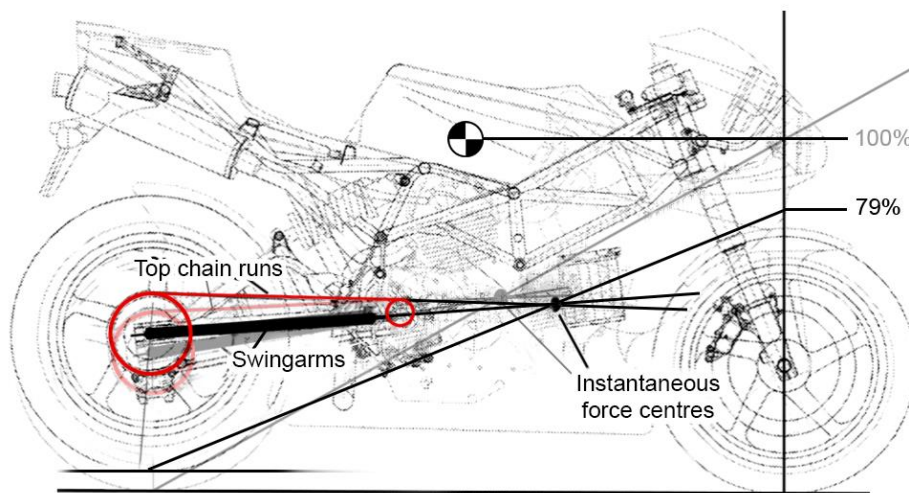 100%
79%
Top chain runs
Swingarms
Instantaneous
force centres